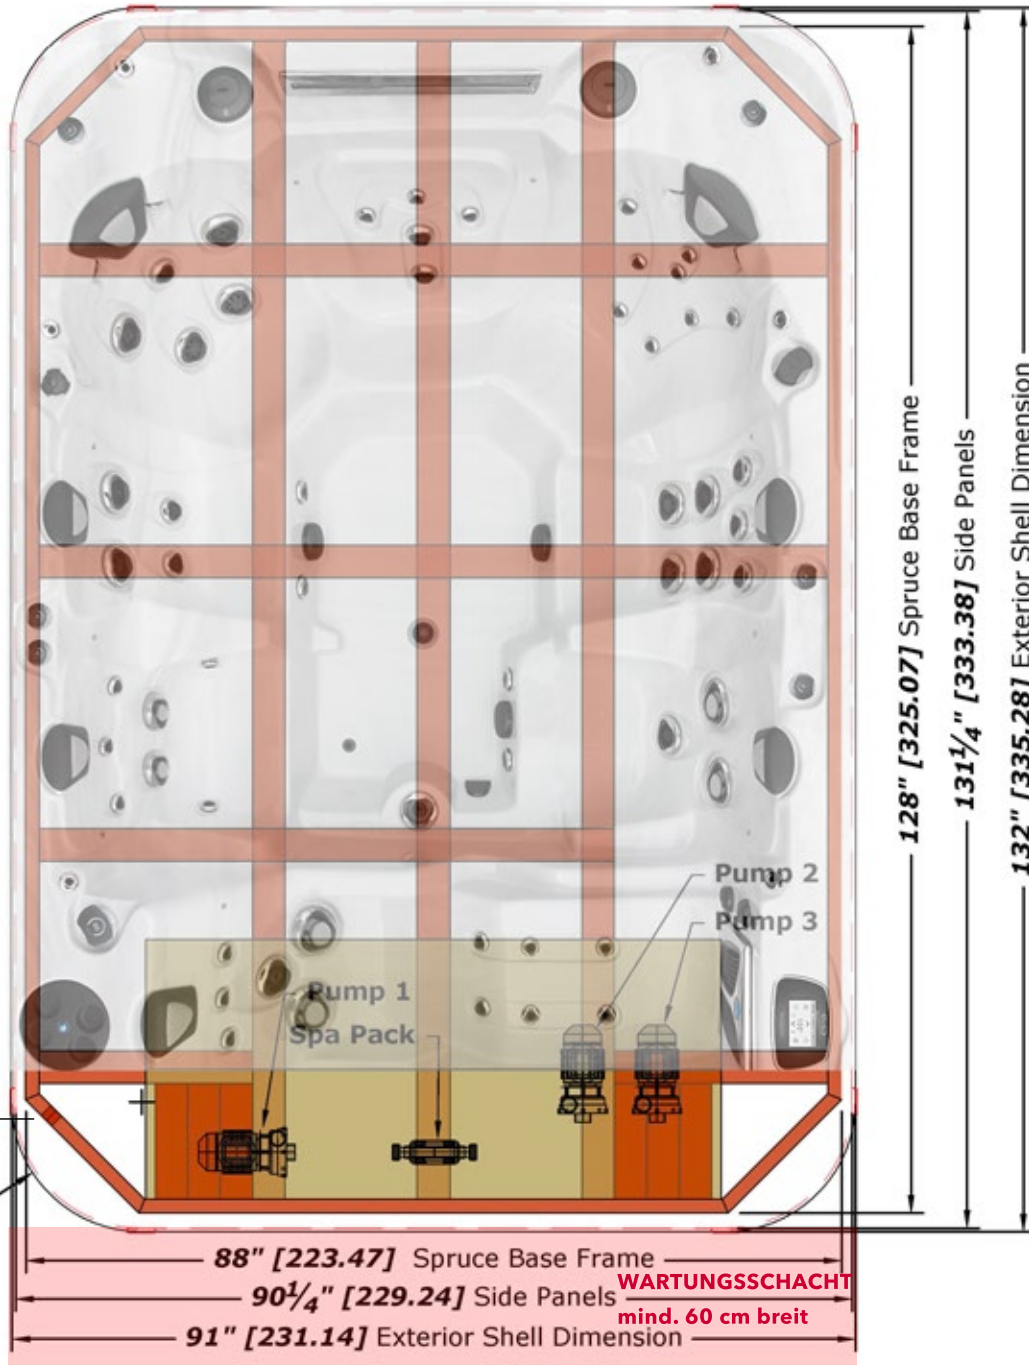 Pump 2
Pump 3
Pump 1
Spa Pack
128" [325.07] Spruce Base Frame
131¼" [333.38] Side Panels
132" [335.28] Exterior Shell Dimension
88" [223.47] Spruce Base Frame
90¼" [229.24] Side Panels
91" [231.14] Exterior Shell Dimension
WARTUNGSSCHACHT
mind. 60 cm breit